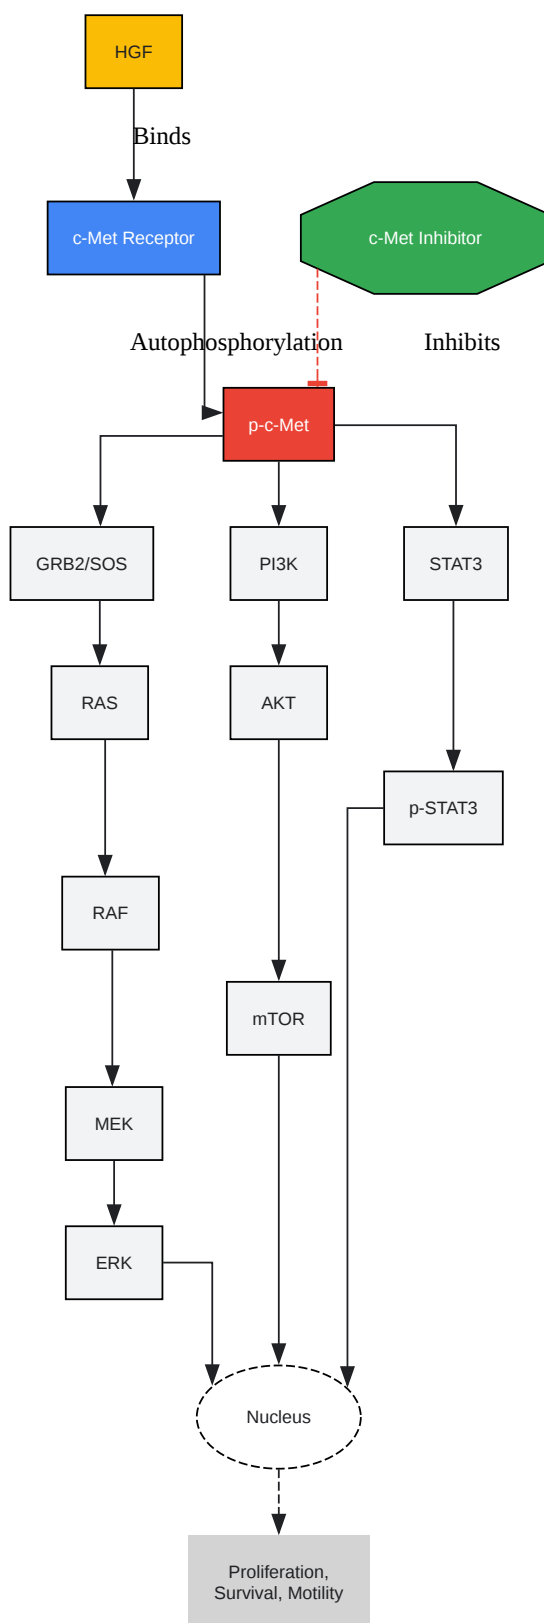 HGF
Binds
c-Met Receptor
c-Met Inhibitor
Autophosphorylation
Inhibits
p-c-Met
GRB2/SOS
PI3K
STAT3
RAS
AKT
p-STAT3
RAF
mTOR
MEK
ERK
Nucleus
Proliferation,
Survival, Motility